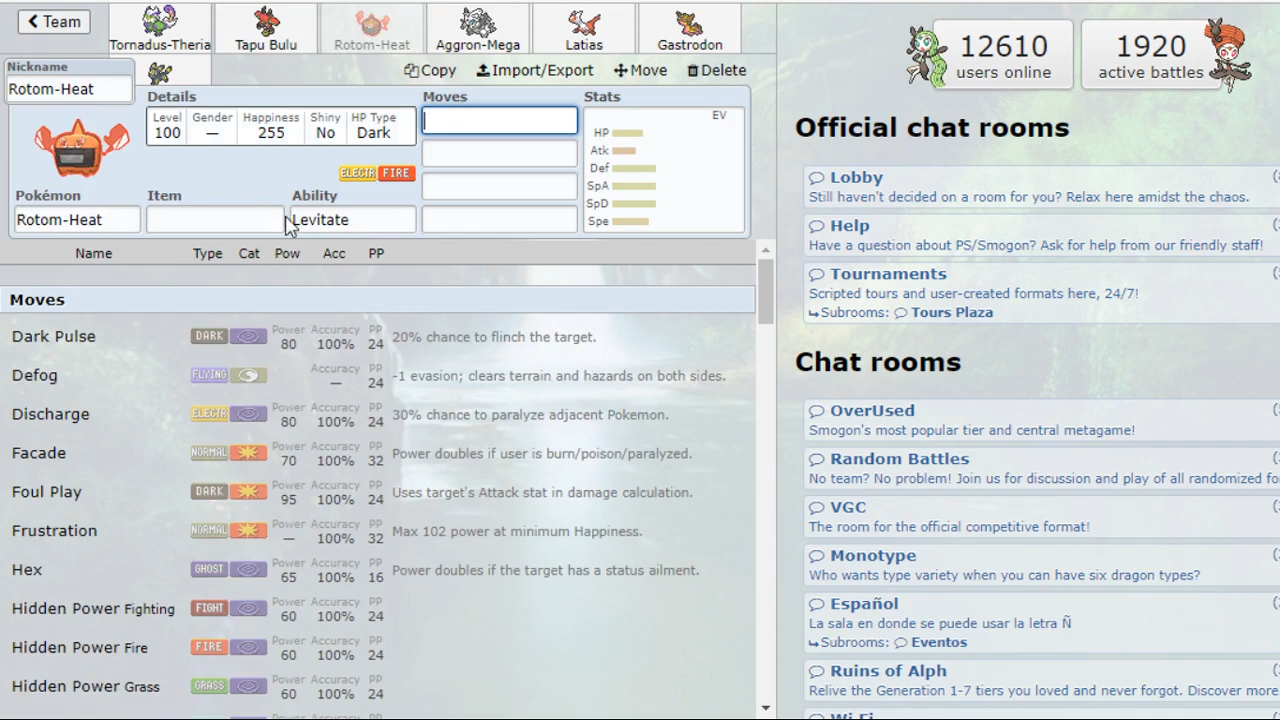 Team
Tornadus-Theria
Tapu Bulu
Rotom-Heat
Aggron-Mega
Latias
Gastrodon
Copy Import/Export Move Delete
Nickname
Rotom-Heat
Details
Level Gender Happiness Shiny HP Type
100 — 255 No Dark
ELECTR FIRE
Pokémon Item Ability
Rotom-Heat Levitate
Moves
Stats
EV
HP
Atk
Def
SpA
SpD
Spe
Name Type Cat Pow Acc PP
Moves
Dark Pulse DARK Power 80 Accuracy 100% PP 24 20% chance to flinch the target.
Defog FLYING Accuracy — PP 24 -1 evasion; clears terrain and hazards on both sides.
Discharge ELECTR Power 80 Accuracy 100% PP 24 30% chance to paralyze adjacent Pokemon.
Facade NORMAL Power 70 Accuracy 100% PP 32 Power doubles if user is burn/poison/paralyzed.
Foul Play DARK Power 95 Accuracy 100% PP 24 Uses target's Attack stat in damage calculation.
Frustration NORMAL Power — Accuracy 100% PP 32 Max 102 power at minimum Happiness.
Hex GHOST Power 65 Accuracy 100% PP 16 Power doubles if the target has a status ailment.
Hidden Power Fighting FIGHT Power 60 Accuracy 100% PP 24
Hidden Power Fire FIRE Power 60 Accuracy 100% PP 24
Hidden Power Grass GRASS Power 60 Accuracy 100% PP 24
12610
users online
1920
active battles
Official chat rooms
Lobby
Still haven't decided on a room for you? Relax here amidst the chaos.
Help
Have a question about PS/Smogon? Ask for help from our friendly staff!
Tournaments
Scripted tours and user-created formats here, 24/7!
↳Subrooms: Tours Plaza
Chat rooms
OverUsed
Smogon's most popular tier and central metagame!
Random Battles
No team? No problem! Join us for discussion and play of all randomized fo
VGC
The room for the official competitive format!
Monotype
Who wants type variety when you can have six dragon types?
Español
La sala en donde se puede usar la letra Ñ
↳Subrooms: Eventos
Ruins of Alph
Relive the Generation 1-7 tiers you loved and never forgot. Discover more
Wi-Fi